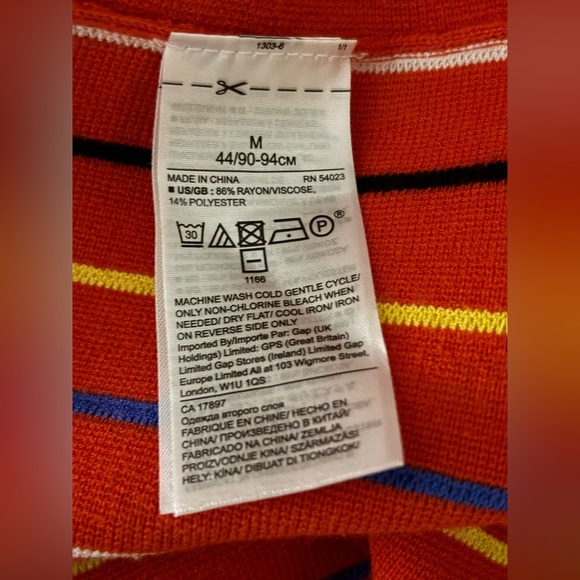 1303-6 1/1
M
44/90-94CM
MADE IN CHINA RN 54023
■ US/GB : 86% RAYON/VISCOSE,
14% POLYESTER
30 P ®
1166
MACHINE WASH COLD GENTLE CYCLE/
ONLY NON-CHLORINE BLEACH WHEN
NEEDED/ DRY FLAT/ COOL IRON/ IRON
ON REVERSE SIDE ONLY
Imported By/Importe Par: Gap (UK
Holdings) Limited: GPS (Great Britain)
Limited Gap Stores (Ireland) Limited Gap
Europe Limited All at 103 Wigmore Street,
London, W1U 1QS
CA 17897
Одежда второго слоя
FABRIQUE EN CHINE/ HECHO EN
CHINA/ ПРОИЗВЕДЕНО В КИТАЙ/
FABRICADO NA CHINA/ ZEMLJA
PROIZVODNJE KINA/ SZÁRMAZÁSI
HELY: KÍNA/ DIBUAT DI TIONGKOK/